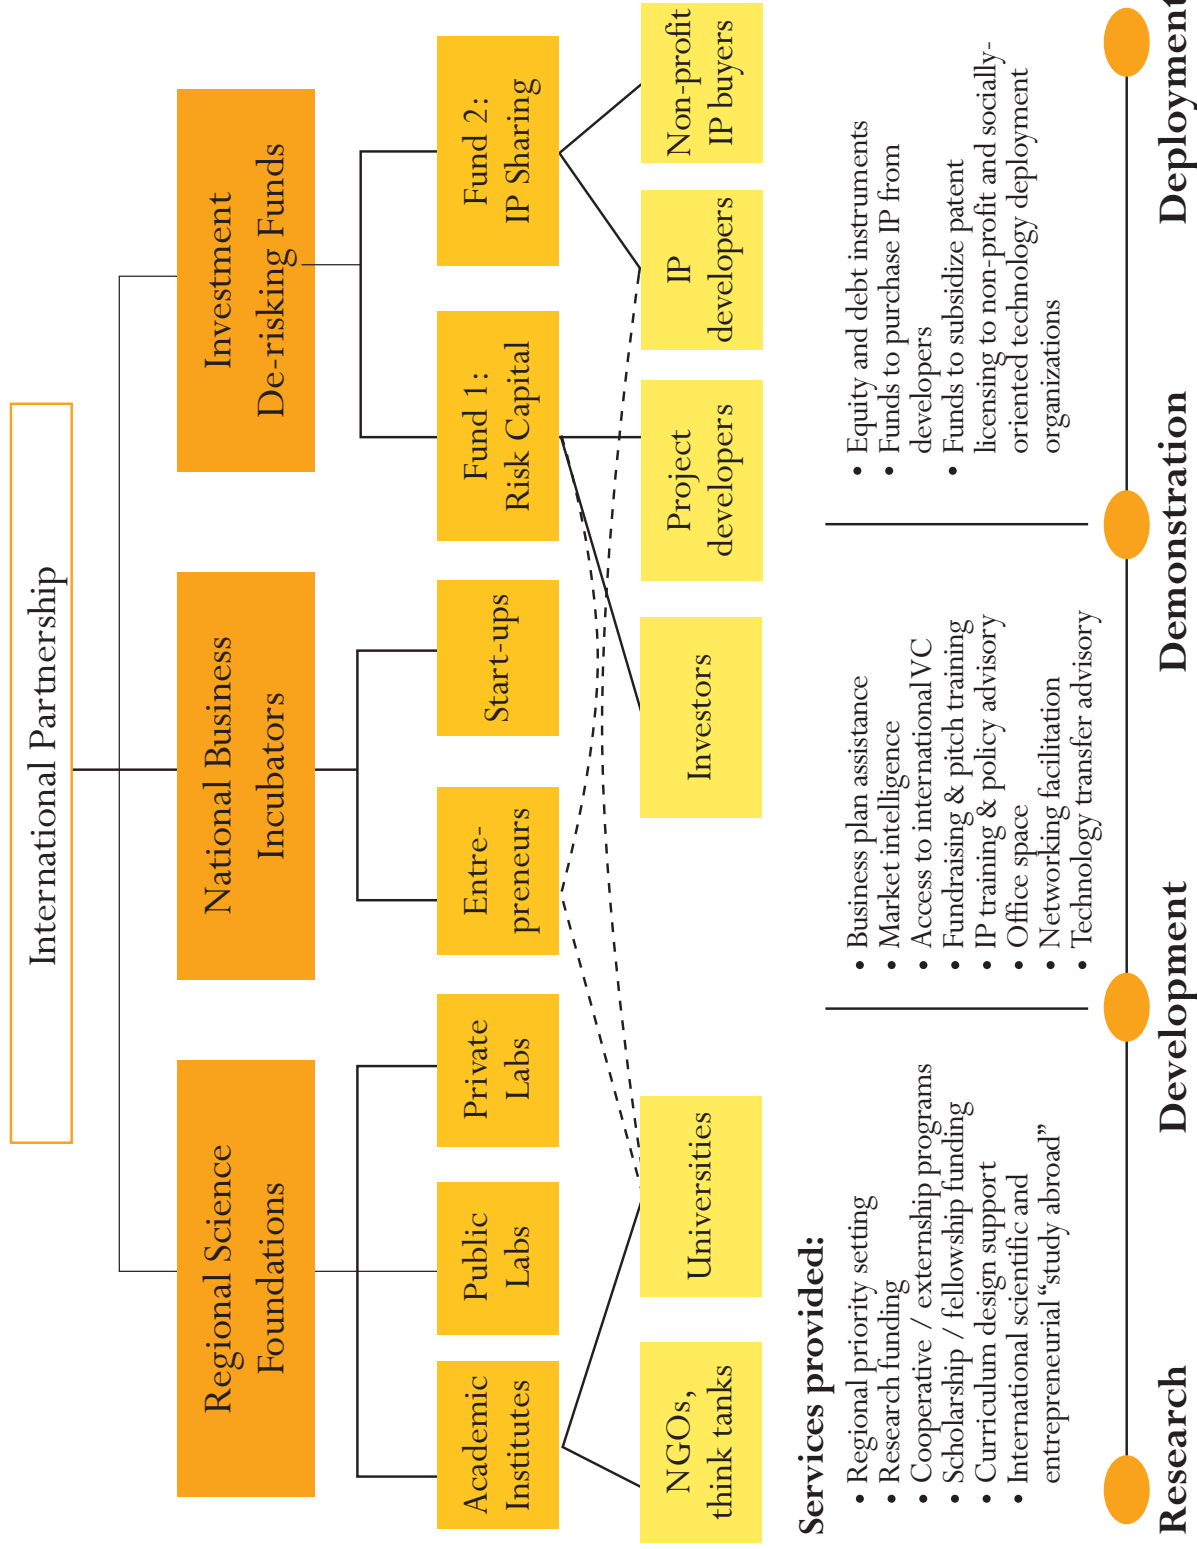 International Partnership
Regional Science
Foundations
National Business
Incubators
Investment
De-risking Funds
Academic
Institutes
Public
Labs
Private
Labs
Entre-
preneurs
Start-ups
Fund 1:
Risk Capital
Fund 2:
IP Sharing
NGOs,
think tanks
Universities
Investors
Project
developers
IP
developers
Non-profit
IP buyers
Services provided:
• Regional priority setting
• Research funding
• Cooperative / externship programs
• Scholarship / fellowship funding
• Curriculum design support
• International scientific and
entrepreneurial “study abroad”
• Business plan assistance
• Market intelligence
• Access to internationalVC
• Fundraising & pitch training
• IP training & policy advisory
• Office space
• Networking facilitation
• Technology transfer advisory
• Equity and debt instruments
• Funds to purchase IP from
developers
• Funds to subsidize patent
licensing to non-profit and socially-
oriented technology deployment
organizations
Research
Development
Demonstration
Deployment